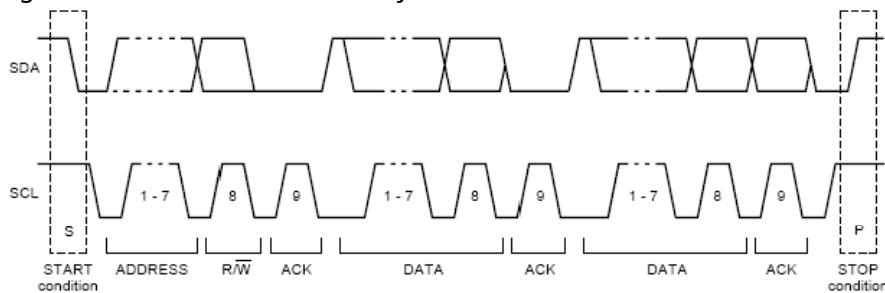 SDA
SCL
1 - 7 8 9 1 - 7 8 9 1 - 7 8 9
S P
START condition ADDRESS R/W̅ ACK DATA ACK DATA ACK STOP condition